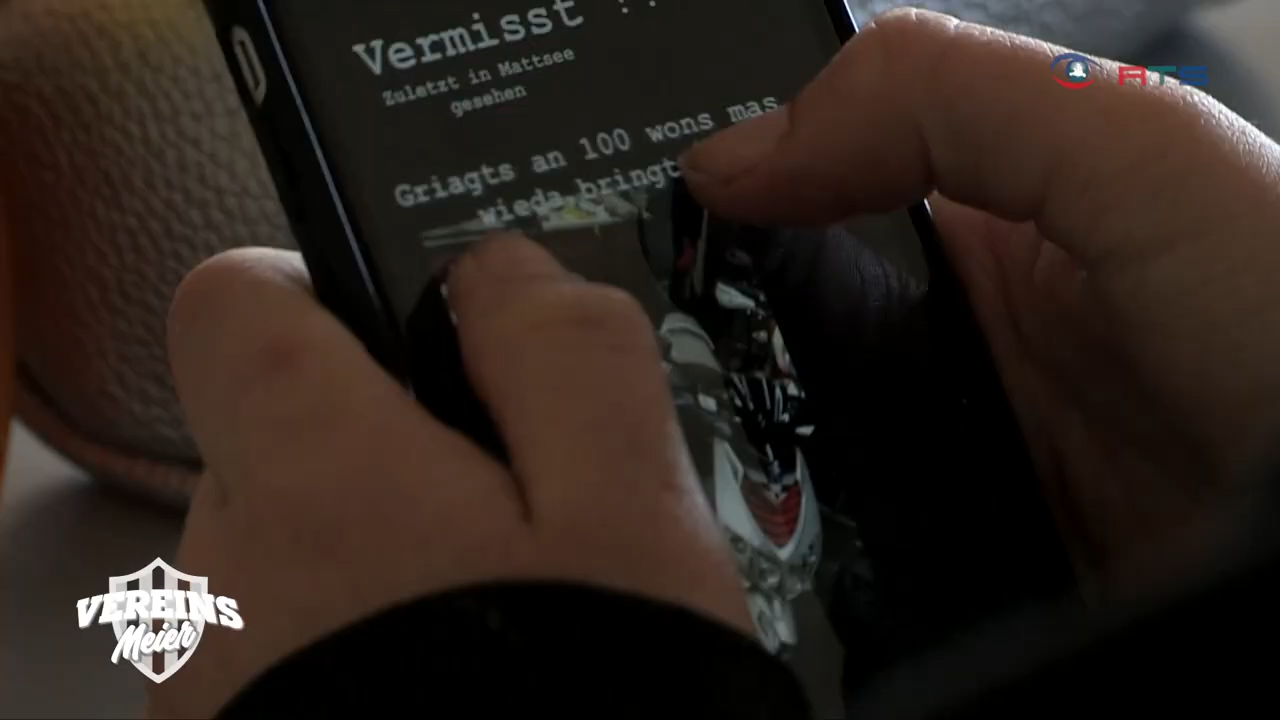 Vermisst !!
Zuletzt in Mattsee
gesehen
Griagts an 100 wons mas
wieda bringt
RTS
VEREINS
Meier